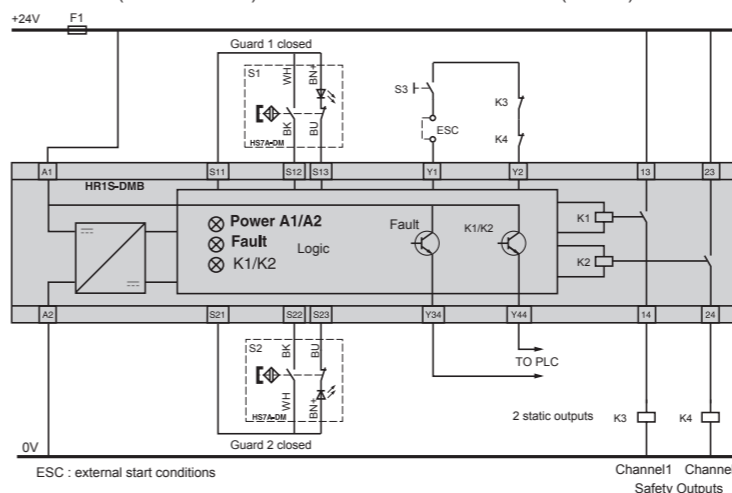 +24V
F1
Guard 1 closed
S1
WH
BN+
BK
BU
HS7A-DM
S3
ESC
K3
K4
A1
S11
S12
S13
Y1
Y2
13
23
HR1S-DMB
Power A1/A2
Fault
K1/K2
Logic
Fault
K1/K2
K1
K2
A2
S21
S22
S23
Y34
Y44
14
24
S2
BK
BU
WH
BN+
HS7A-DM
TO PLC
Guard 2 closed
2 static outputs
K3
K4
0V
ESC : external start conditions
Channel1
Safety Outputs